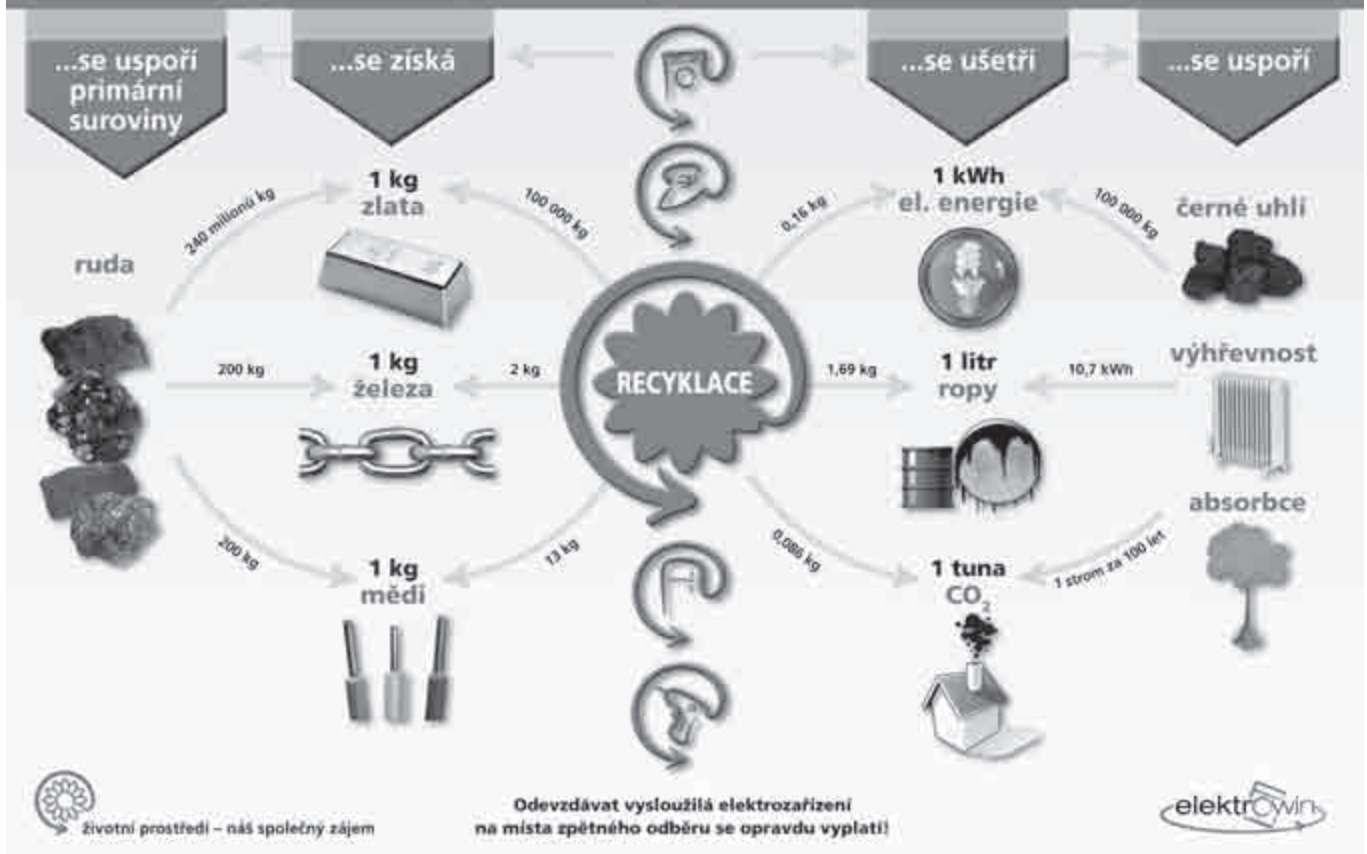 ...se uspoří
primární
suroviny
...se získá
...se ušetří
...se uspoří
ruda
240 milionů kg
1 kg
zlata
100 000 kg
200 kg
1 kg
železa
2 kg
200 kg
1 kg
mědi
13 kg
RECYKLACE
0,16 kg
1 kWh
el. energie
100 000 kg
černé uhlí
1,69 kg
1 litr
ropy
10,7 kWh
výhřevnost
0,086 kg
1 tuna
CO₂
1 strom za 100 let
absorbce
životní prostředí – náš společný zájem
Odevzdávat vysloužilá elektrozařízení
na místa zpětného odběru se opravdu vyplatí!
elektrowin